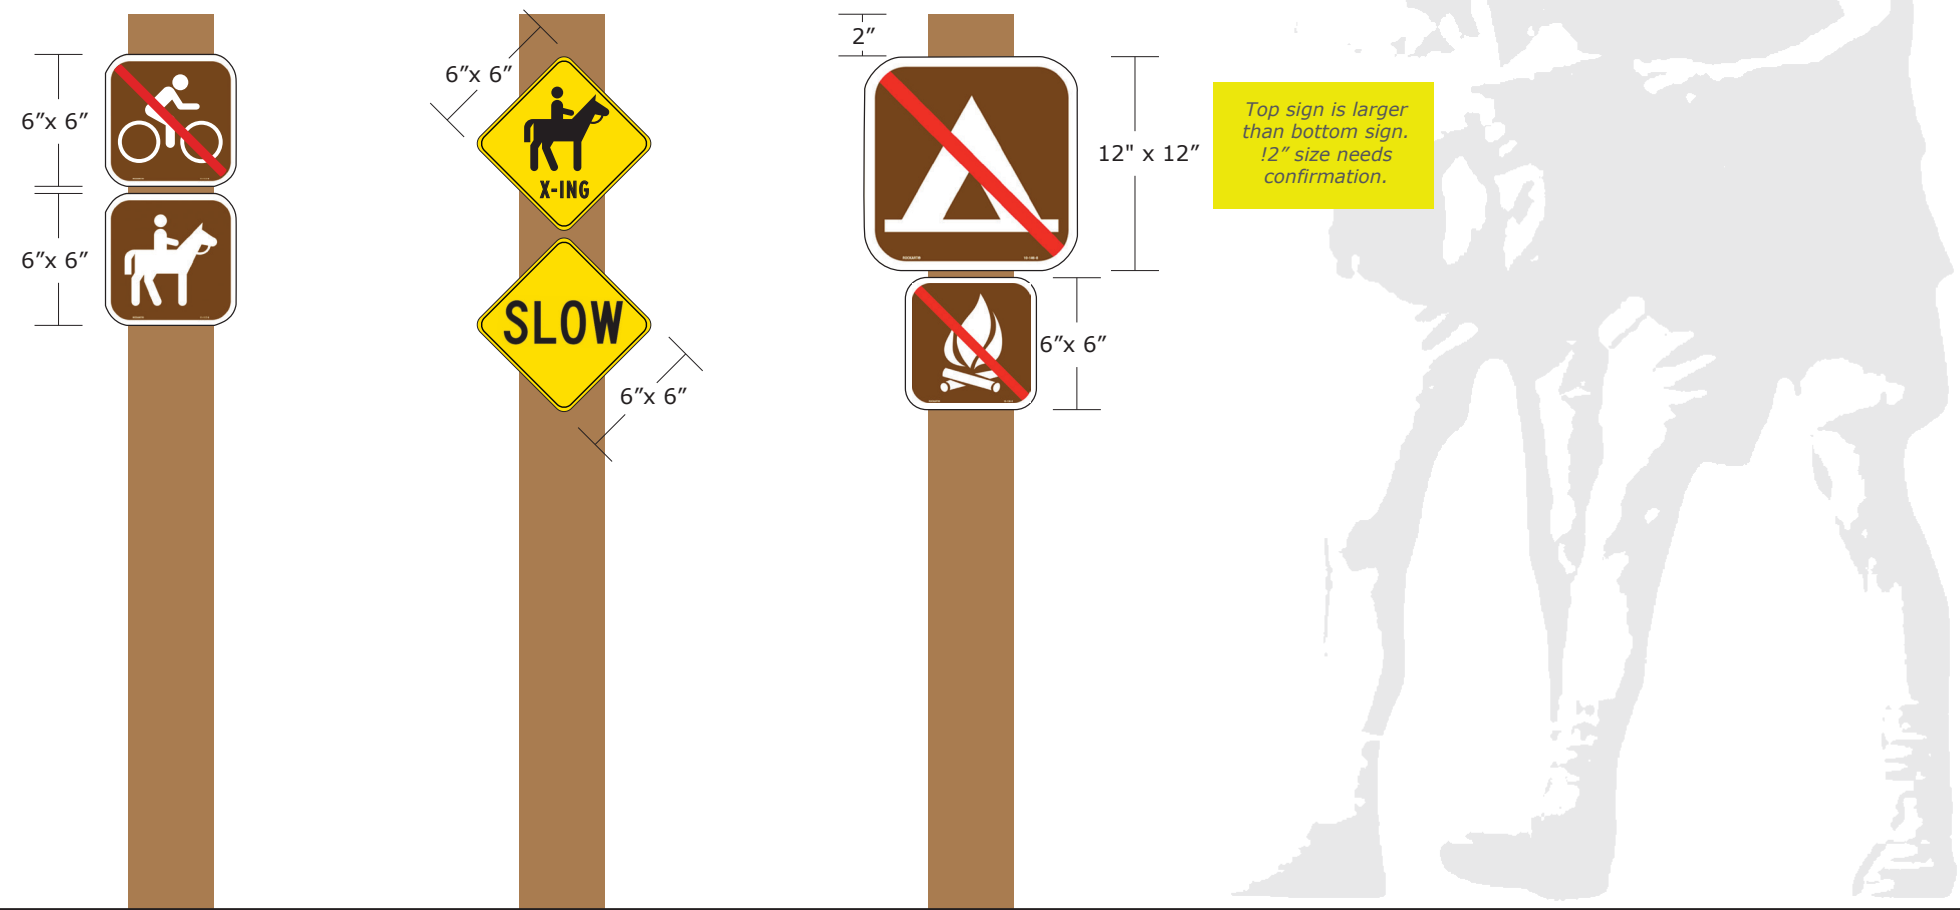 6”x 6”
6”x 6”
6”x 6”
X-ING
SLOW
6”x 6”
2”
12" x 12”
6”x 6”
Top sign is larger
than bottom sign.
!2” size needs
confirmation.